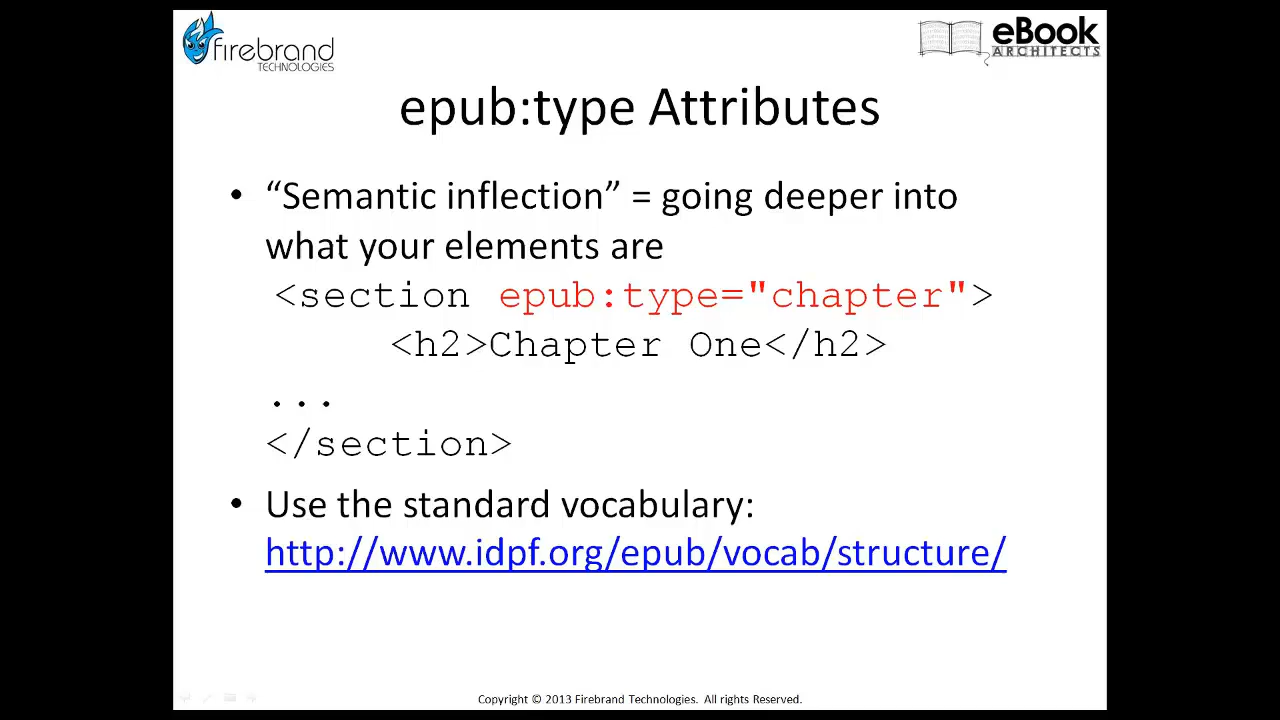 firebrand
TECHNOLOGIES
eBook
ARCHITECTS
epub:type Attributes
• “Semantic inflection” = going deeper into
what your elements are
<section epub:type="chapter">
<h2>Chapter One</h2>
...
</section>
• Use the standard vocabulary:
http://www.idpf.org/epub/vocab/structure/
Copyright © 2013 Firebrand Technologies. All rights Reserved.